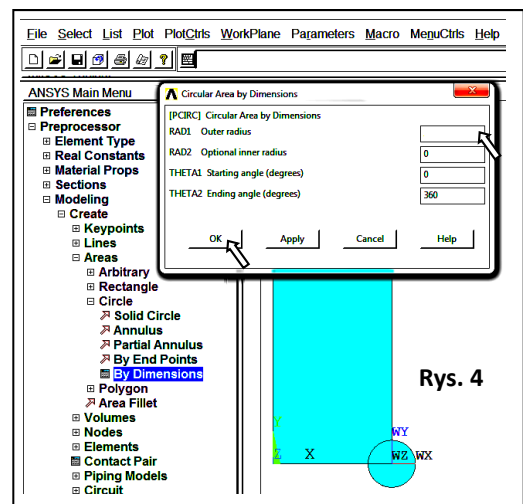 File Select List Plot PlotCtrls WorkPlane Parameters Macro MenuCtrls Help
ANSYS Main Menu
Preferences
Preprocessor
Element Type
Real Constants
Material Props
Sections
Modeling
Create
Keypoints
Lines
Areas
Arbitrary
Rectangle
Circle
Solid Circle
Annulus
Partial Annulus
By End Points
By Dimensions
Polygon
Area Fillet
Volumes
Nodes
Elements
Contact Pair
Piping Models
Circuit
Circular Area by Dimensions
[PCIRC] Circular Area by Dimensions
RAD1 Outer radius
RAD2 Optional inner radius 0
THETA1 Starting angle (degrees) 0
THETA2 Ending angle (degrees) 360
OK Apply Cancel Help
Rys. 4
Y WY
Z X WZ WX